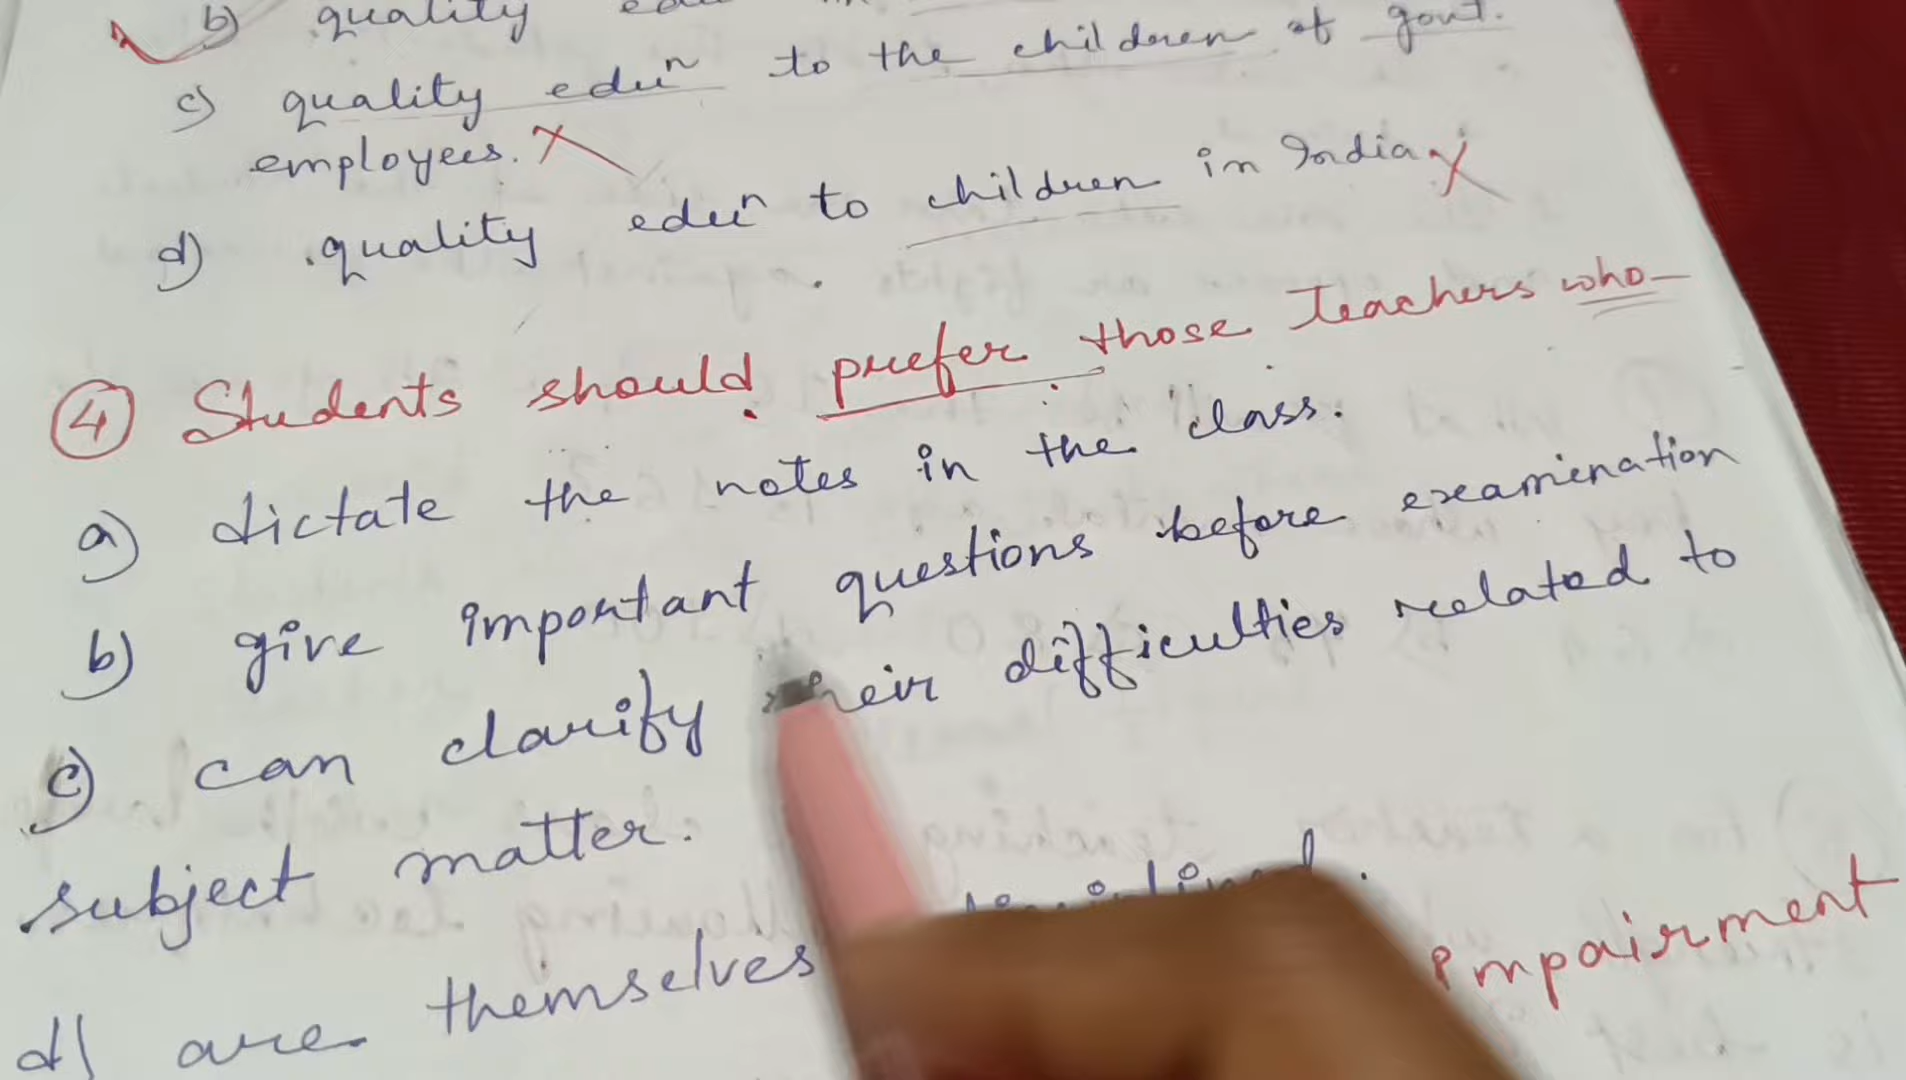 b) quality
c) quality eduⁿ to the children of govt.
employees.
d) quality eduⁿ to children in India
④ Students should prefer those teachers who—
a) dictate the notes in the class.
b) give important questions before examination
c) can clarify their difficulties related to
subject matter.
d) are themselves
impairment